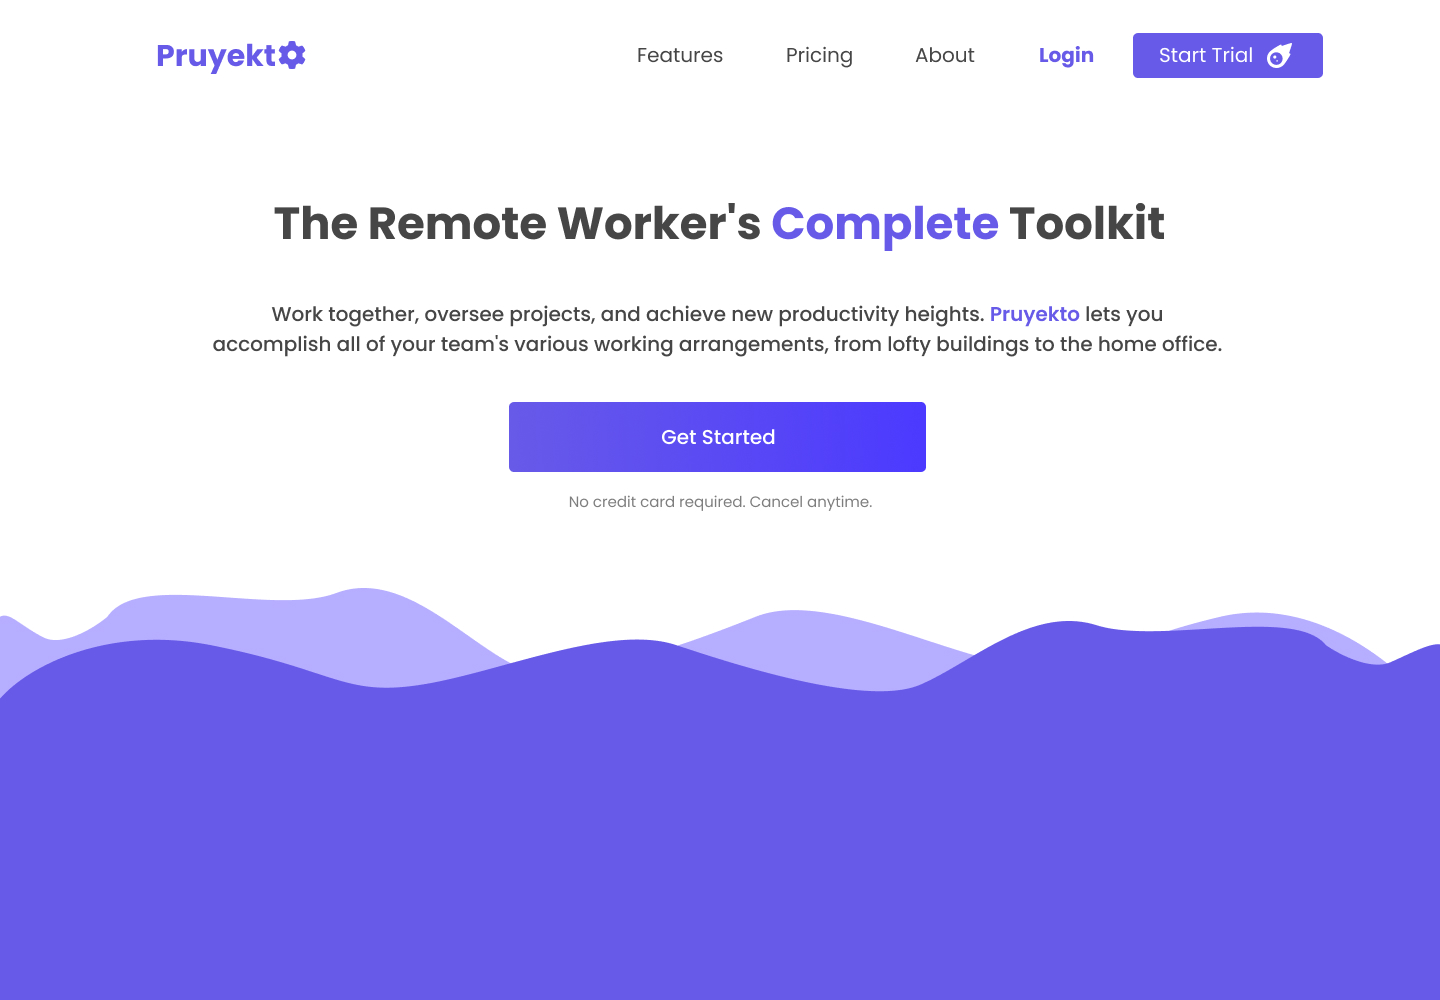 Pruyekt
Features Pricing About Login Start Trial
The Remote Worker's Complete Toolkit
Work together, oversee projects, and achieve new productivity heights. Pruyekto lets you
accomplish all of your team's various working arrangements, from lofty buildings to the home office.
Get Started
No credit card required. Cancel anytime.